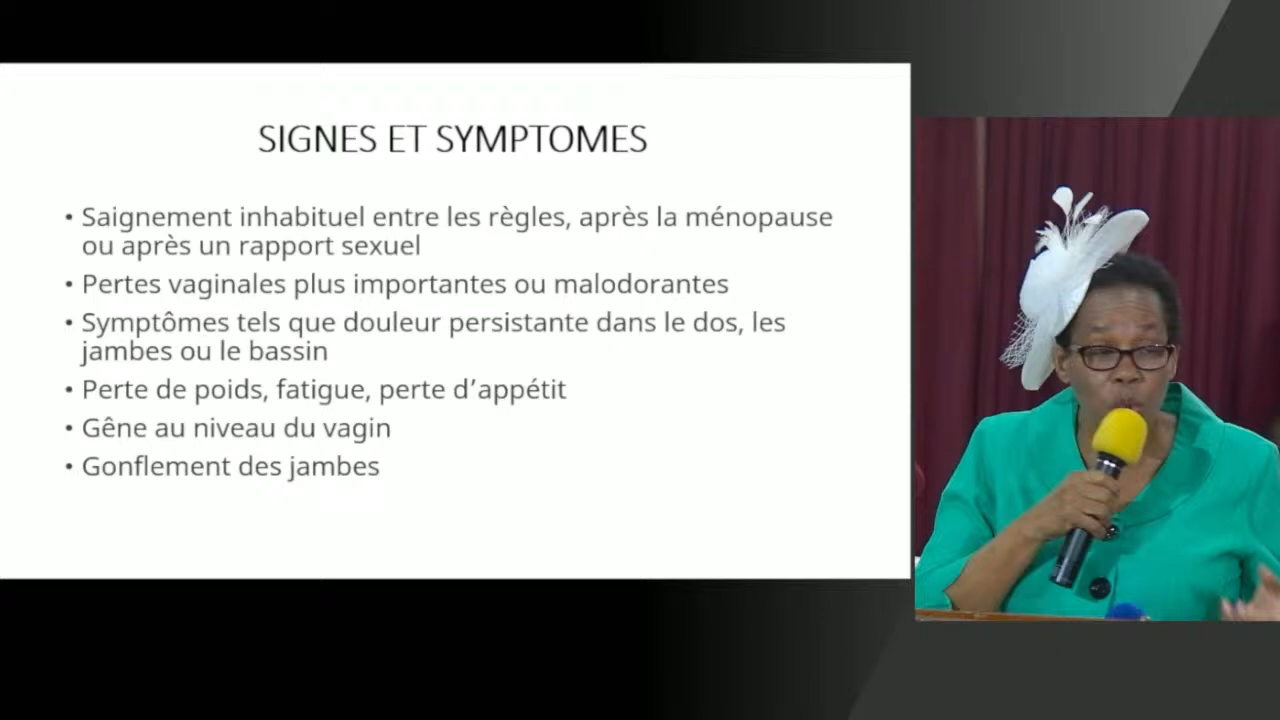 SIGNES ET SYMPTOMES
• Saignement inhabituel entre les règles, après la ménopause
ou après un rapport sexuel
• Pertes vaginales plus importantes ou malodorantes
• Symptômes tels que douleur persistante dans le dos, les
jambes ou le bassin
• Perte de poids, fatigue, perte d’appétit
• Gêne au niveau du vagin
• Gonflement des jambes